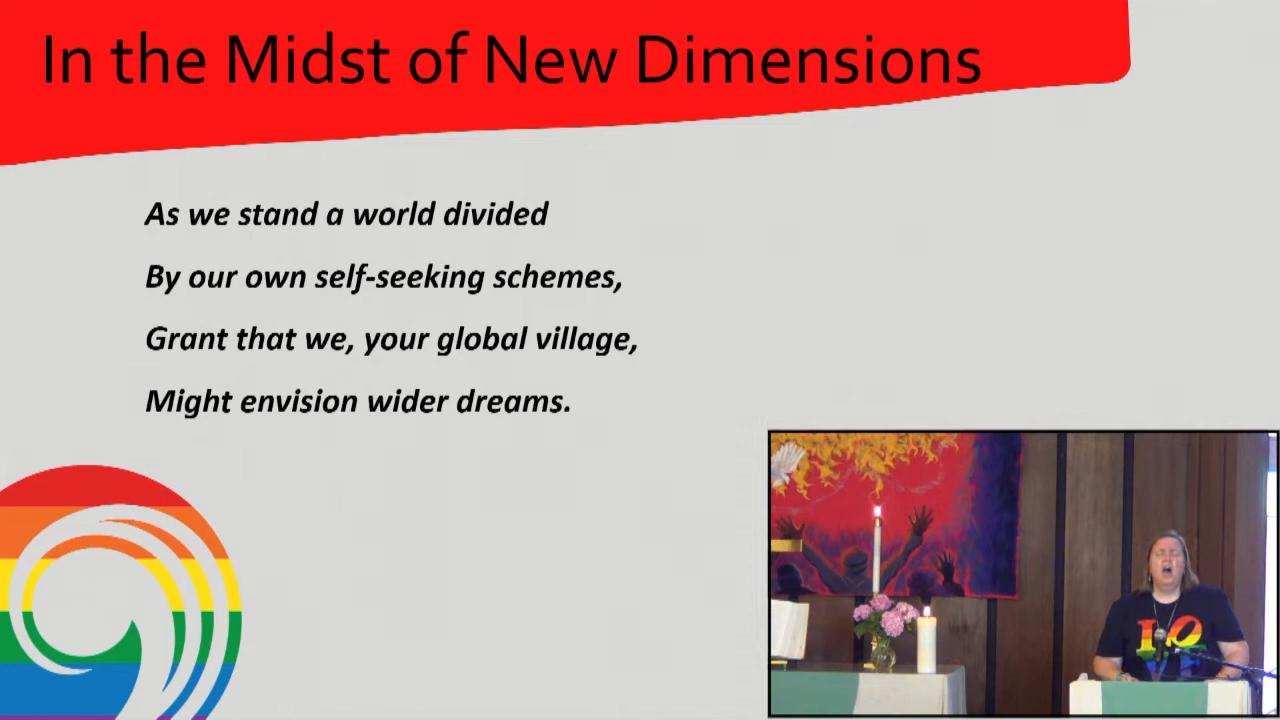 In the Midst of New Dimensions
As we stand a world divided
By our own self-seeking schemes,
Grant that we, your global village,
Might envision wider dreams.
LOVE